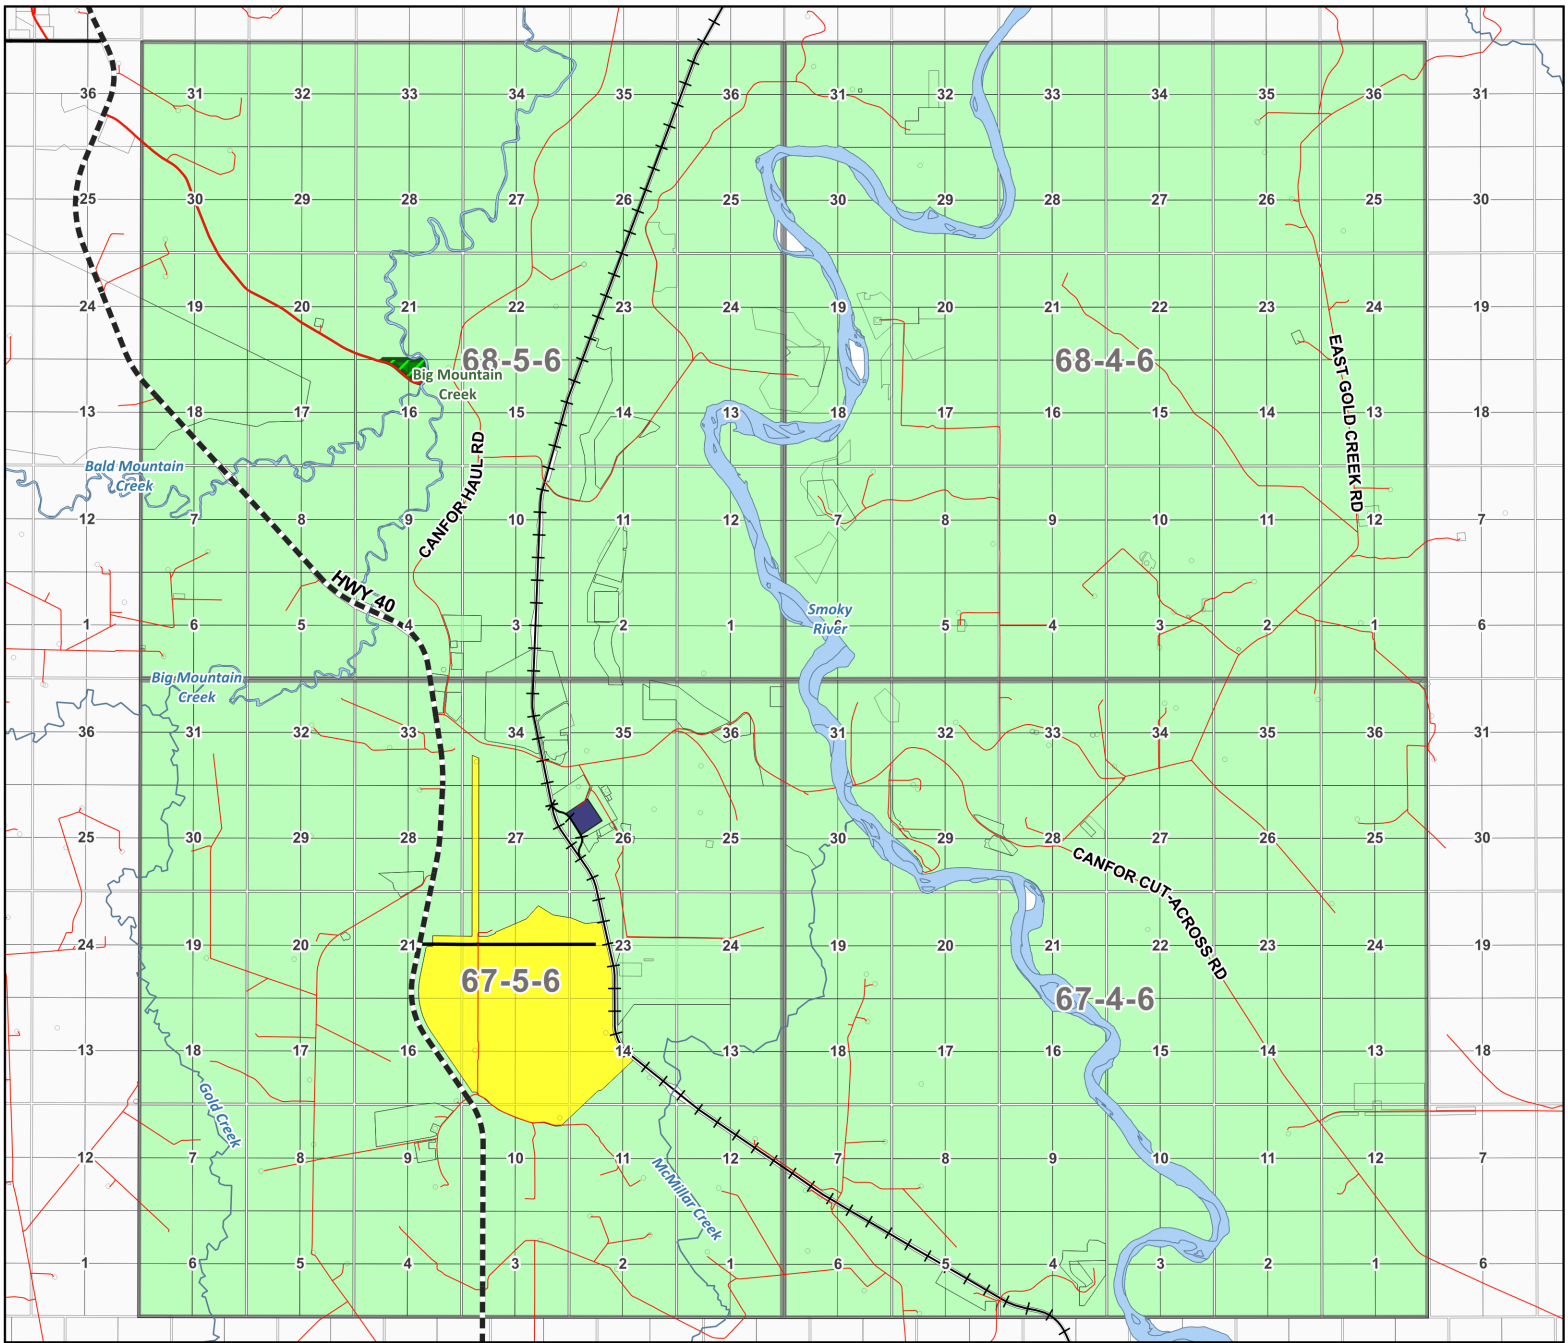 36 31 32 33 34 35 36 31 32 33 34 35 36 31
25 30 29 28 27 26 25 30 29 28 27 26 25 30
24 19 20 21 22 23 24 19 20 21 22 23 24 19
EAST GOLD CREEK RD
68-5-6 68-4-6
Big Mountain
Creek
13 18 17 16 15 14 13 18 17 16 15 14 13 18
CANFOR HAUL RD
Bald Mountain
Creek
12 7 8 9 10 11 12 7 8 9 10 11 12 7
HWY 40
Smoky
River
1 6 5 4 3 2 1 6 5 4 3 2 1 6
Big Mountain
Creek
36 31 32 33 34 35 36 31 32 33 34 35 36 31
25 30 29 28 27 26 25 30 29 28 27 26 25 30
CANFOR CUT-ACROSS RD
24 19 20 21 23 24 19 20 21 22 23 24 19
67-5-6 67-4-6
13 18 17 16 14 13 18 17 16 15 14 13 18
Gold Creek
12 7 8 9 10 11 12 7 8 9 10 11 12 7
McMillar Creek
1 6 5 4 3 2 1 6 5 4 3 2 1 6